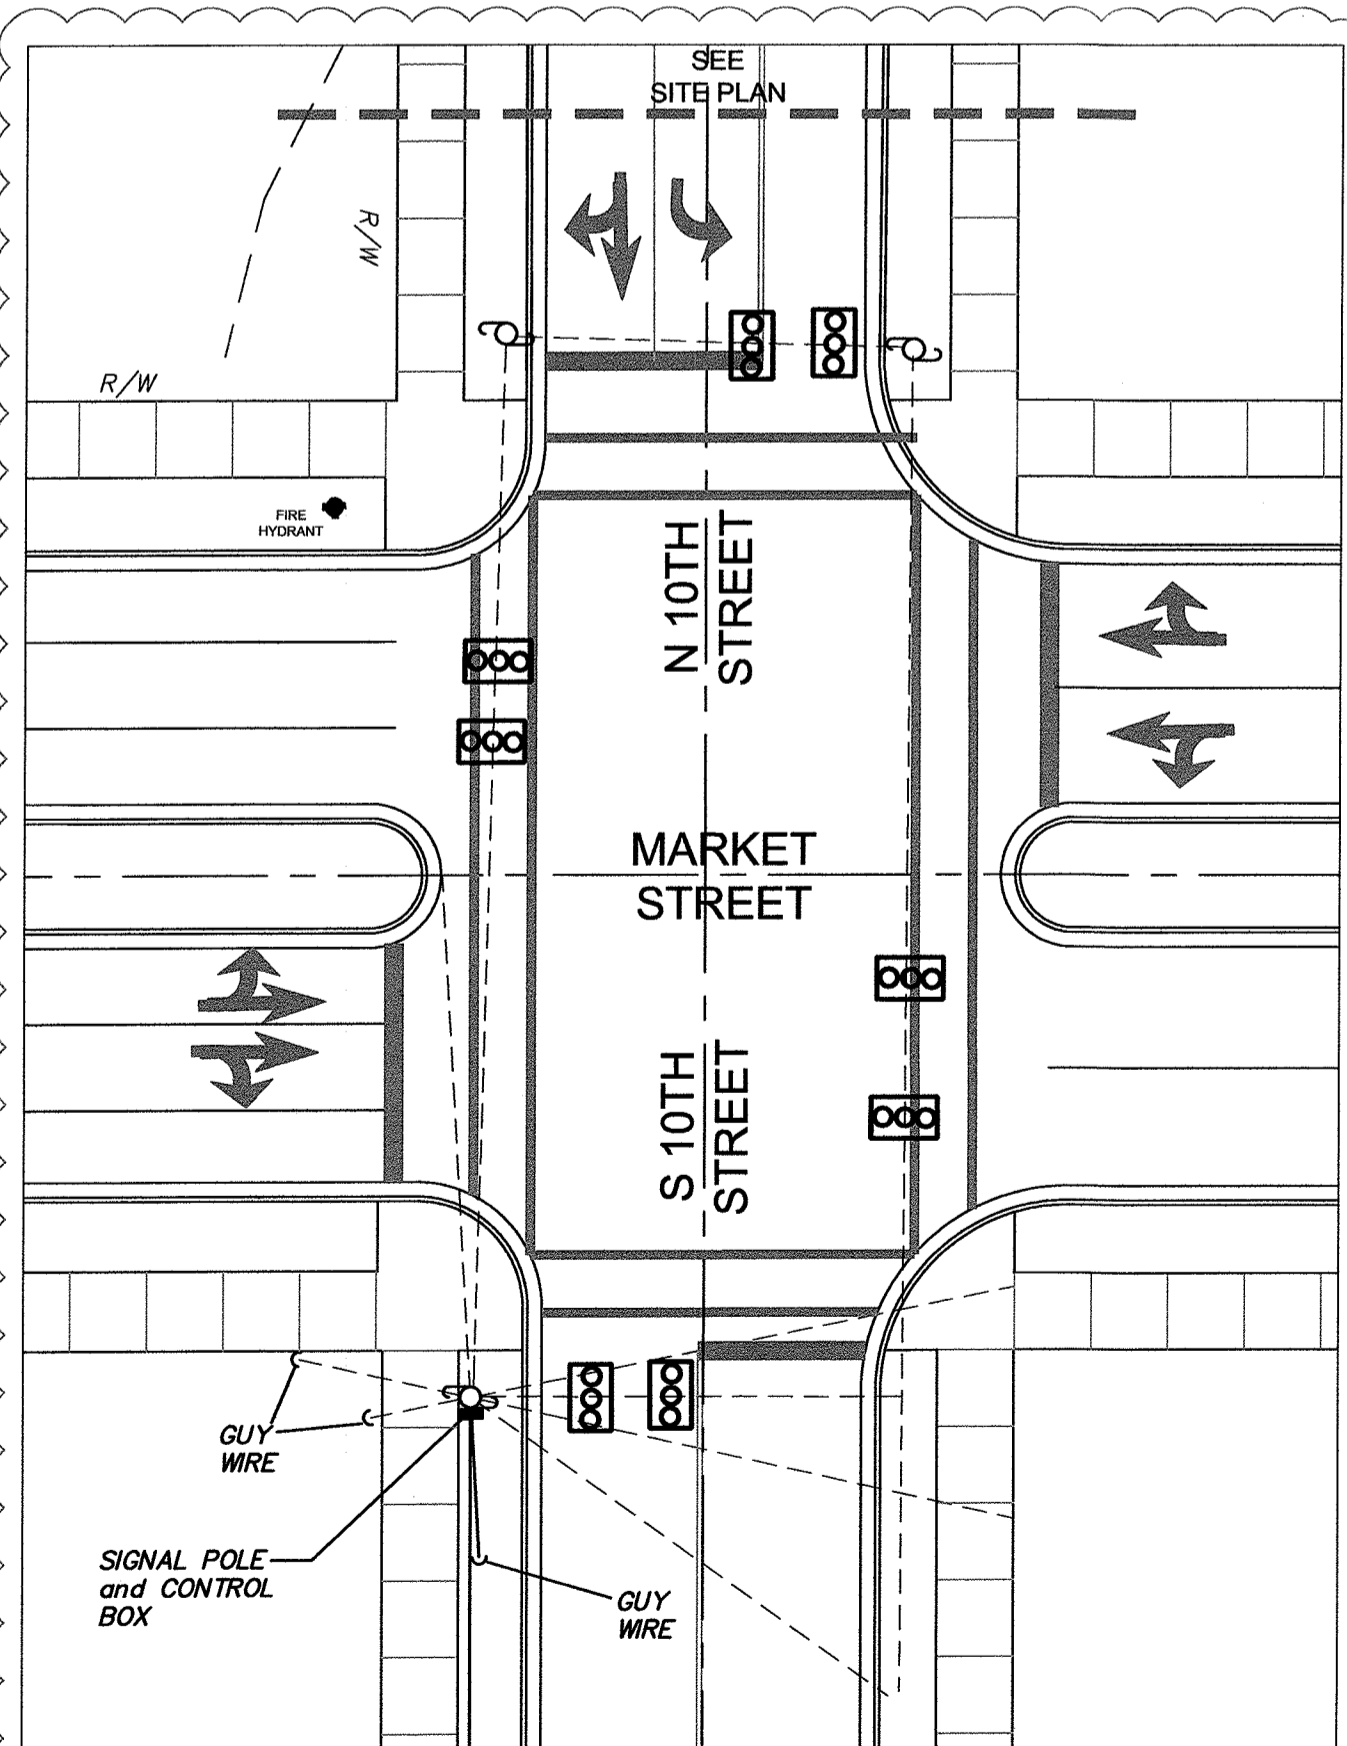 SEE
SITE PLAN
R/W
R/W
FIRE
HYDRANT
N 10TH
STREET
MARKET
STREET
S 10TH
STREET
GUY
WIRE
SIGNAL POLE
and CONTROL
BOX
GUY
WIRE